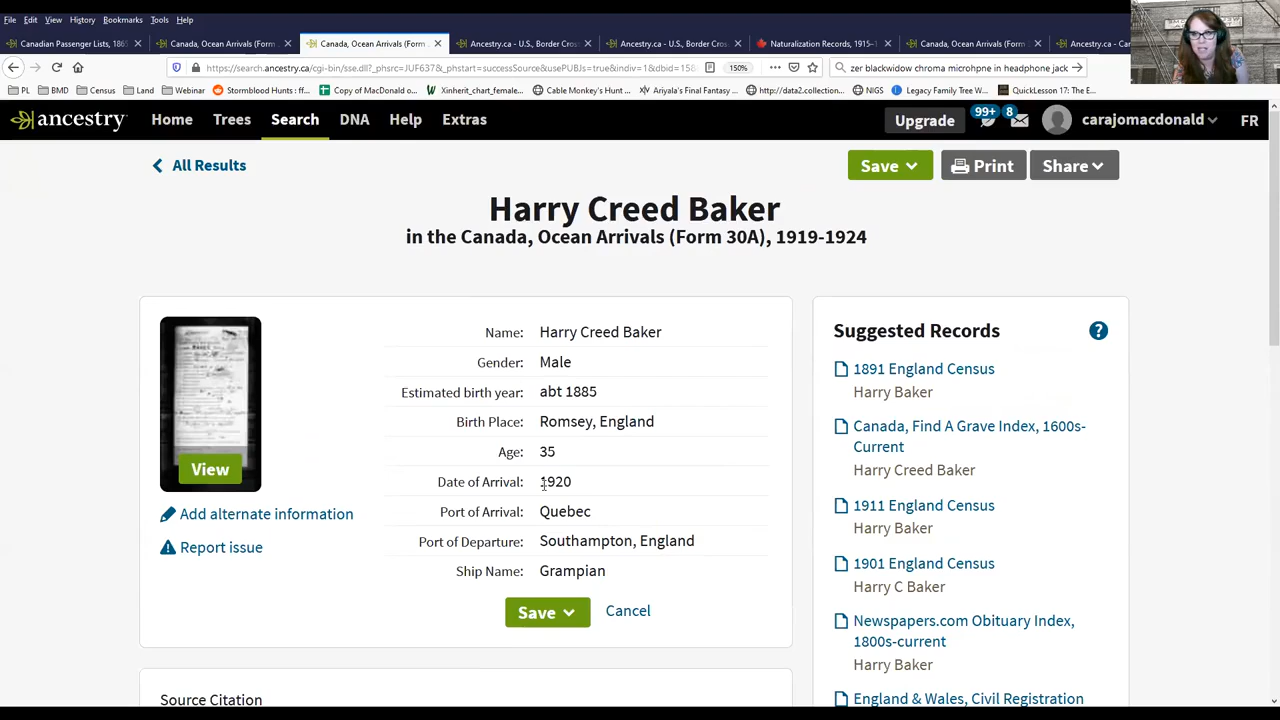 File Edit View History Bookmarks Tools Help
Canadian Passenger Lists, 186
Canada, Ocean Arrivals (Form
Canada, Ocean Arrivals (Form
Ancestry.ca - U.S., Border Cros
Ancestry.ca - U.S., Border Cros
Naturalization Records, 1915-
Canada, Ocean Arrivals (Form
Ancestry.ca - Ca
https://search.ancestry.ca/cgi-bin/sse.dll?_phsrc=JUF637&_phstart=successSource&usePUBJs=true&indiv=1&dbid=158
150%
zer blackwidow chroma microhpne in headphone jack
PL BMD Census Land Webinar Stormblood Hunts : ff... Copy of MacDonald o... Xinherit_chart_female... Cable Monkey's Hunt ... Ariyala's Final Fantasy ... http://data2.collection... NIGS Legacy Family Tree W... QuickLesson 17: The E...
ancestry Home Trees Search DNA Help Extras Upgrade 99+ 8 carajomacdonald FR
All Results
Save Print Share
Harry Creed Baker
in the Canada, Ocean Arrivals (Form 30A), 1919-1924
View
Add alternate information
Report issue
Name: Harry Creed Baker
Gender: Male
Estimated birth year: abt 1885
Birth Place: Romsey, England
Age: 35
Date of Arrival: 1920
Port of Arrival: Quebec
Port of Departure: Southampton, England
Ship Name: Grampian
Save Cancel
Source Citation
Suggested Records ?
1891 England Census
Harry Baker
Canada, Find A Grave Index, 1600s-
Current
Harry Creed Baker
1911 England Census
Harry Baker
1901 England Census
Harry C Baker
Newspapers.com Obituary Index,
1800s-current
Harry Baker
England & Wales, Civil Registration